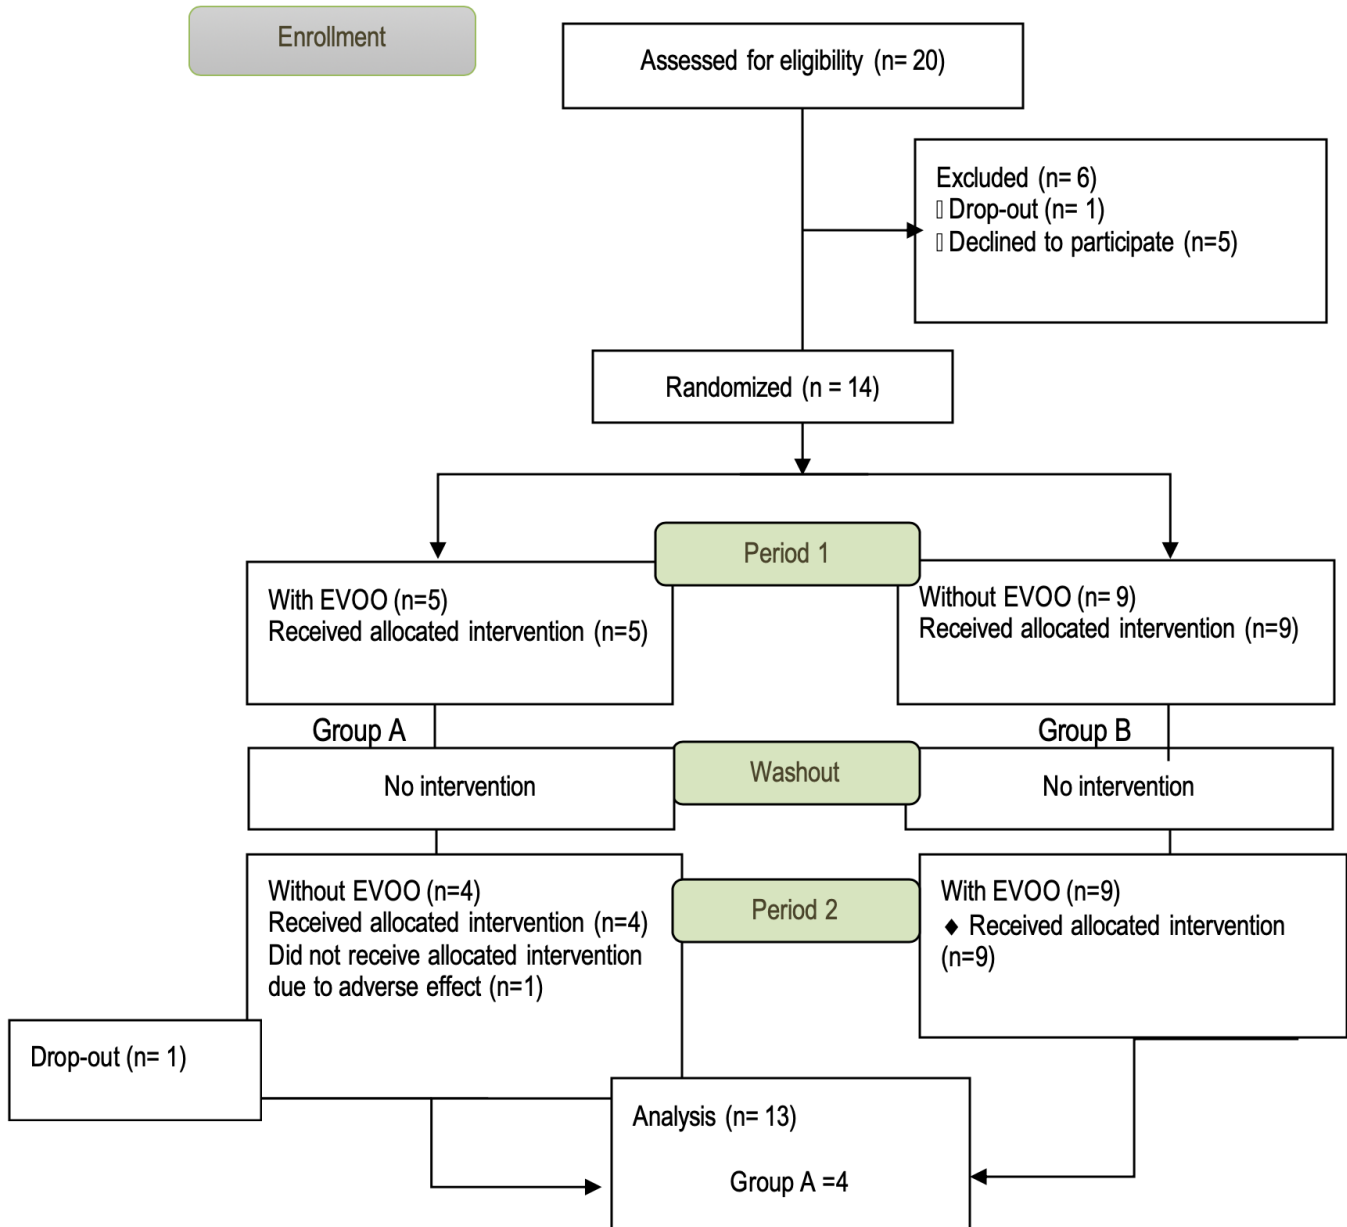 Enrollment
Assessed for eligibility (n= 20)
Excluded (n= 6)
▯ Drop-out (n= 1)
▯ Declined to participate (n=5)
Randomized (n = 14)
Period 1
With EVOO (n=5)
Received allocated intervention (n=5)
Without EVOO (n= 9)
Received allocated intervention (n=9)
Group A
Group B
No intervention
Washout
No intervention
Without EVOO (n=4)
Received allocated intervention (n=4)
Did not receive allocated intervention
due to adverse effect (n=1)
Period 2
With EVOO (n=9)
♦ Received allocated intervention
(n=9)
Drop-out (n= 1)
Analysis (n= 13)
Group A =4